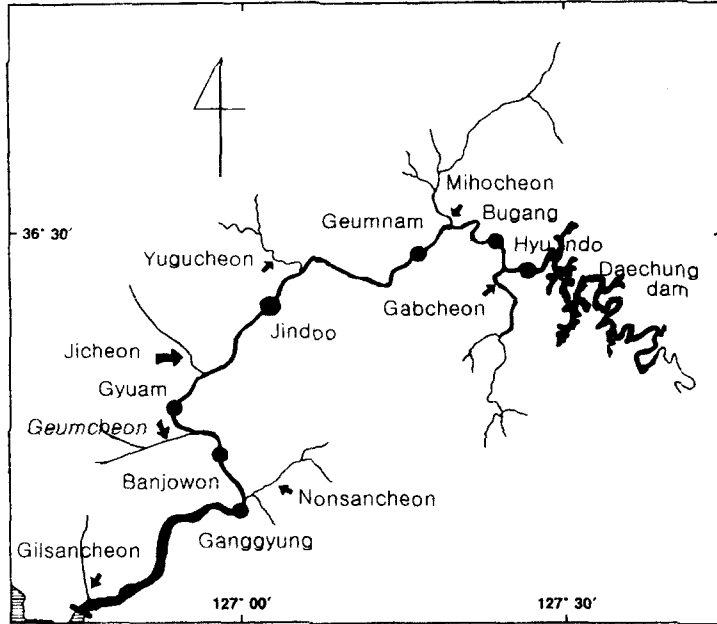 Mihocheon
Geumnam
Bugang
36° 30'
Yugucheon
Daechung
dam
Gabcheon
Jindoo
Jicheon
Gyuam
Geumcheon
Banjowon
Nonsancheon
Ganggyung
Gilsancheon
127° 00'
127° 30'